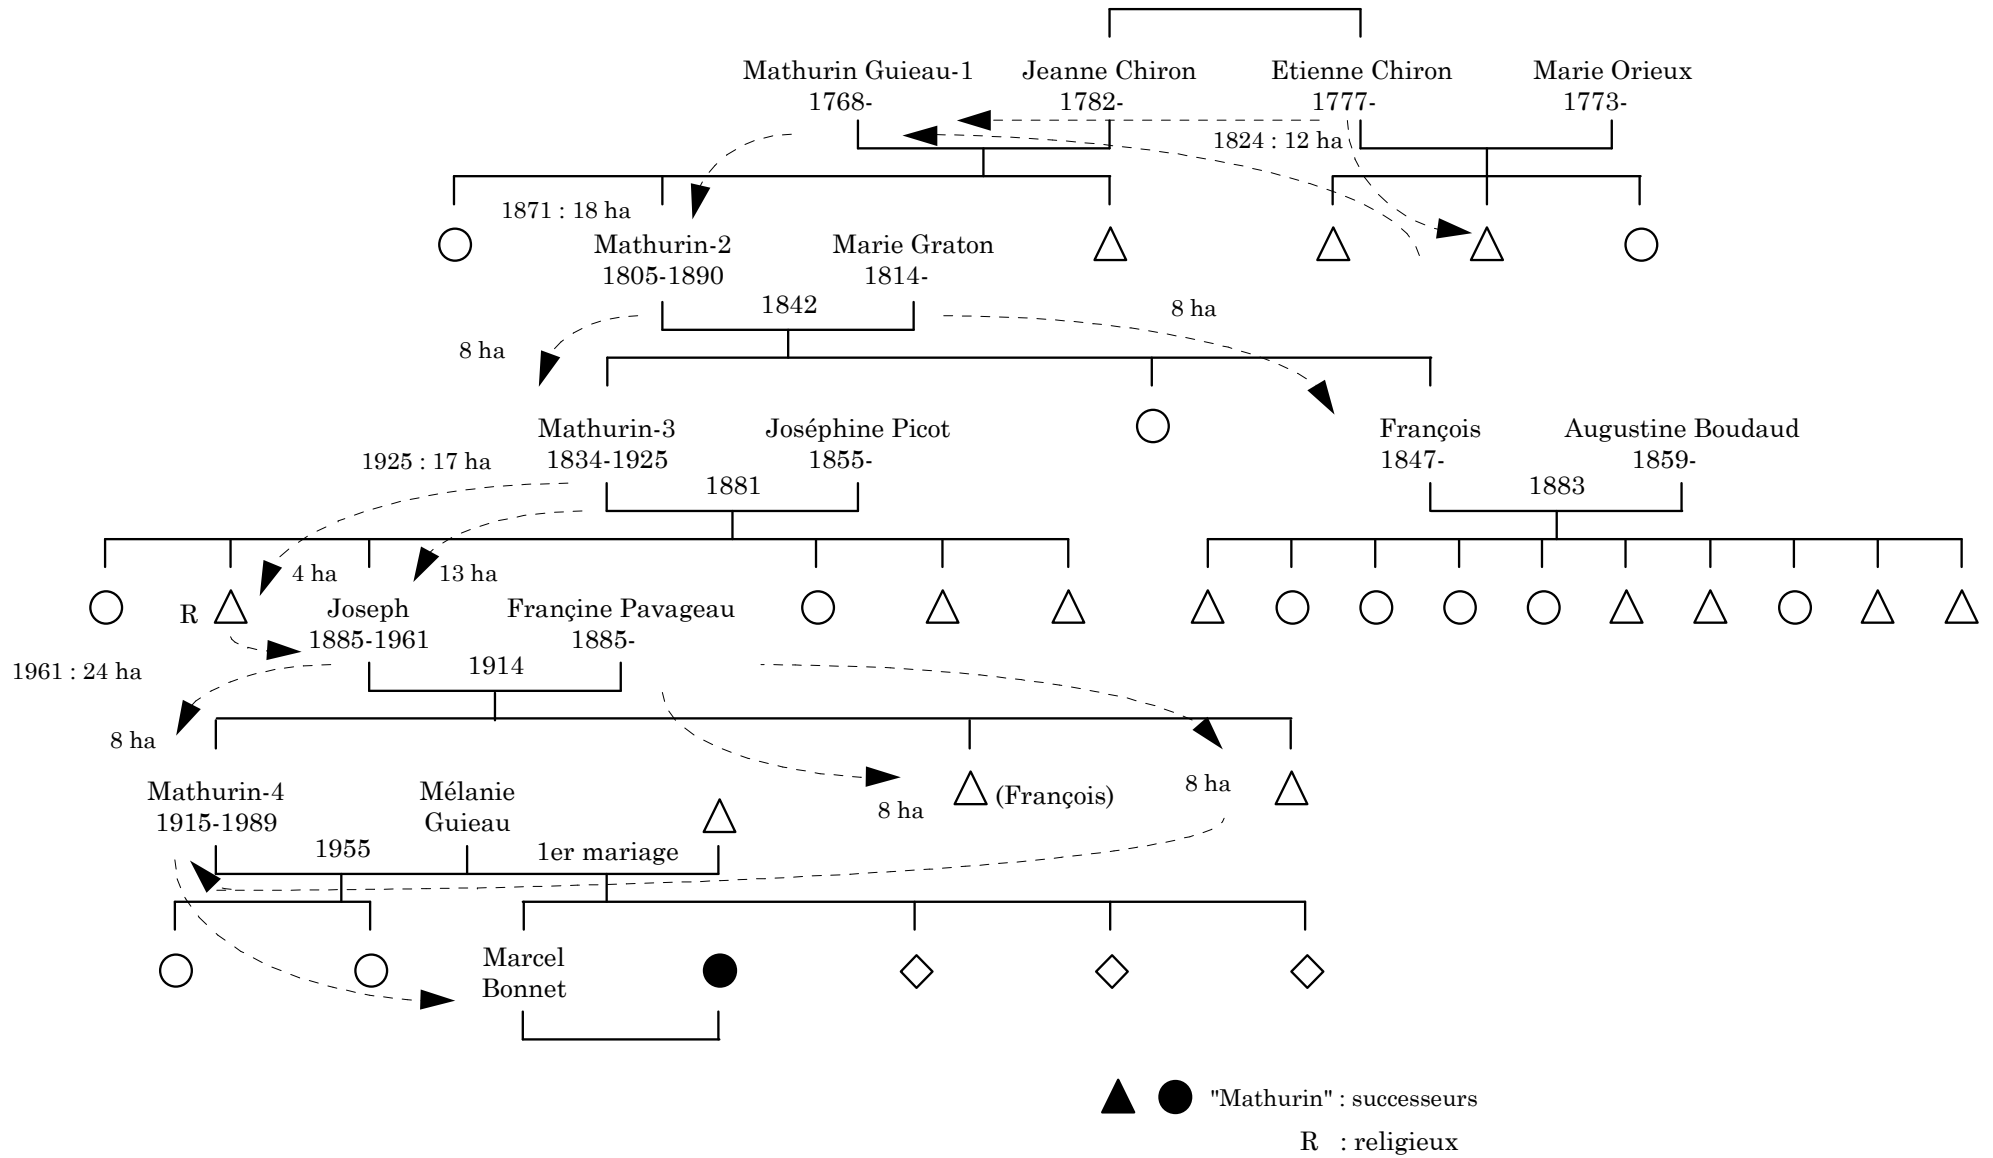 Mathurin Guieau-1
1768-
Jeanne Chiron
1782-
Etienne Chiron
1777-
Marie Orieux
1773-
1824 : 12 ha
1871 : 18 ha
Mathurin-2
1805-1890
Marie Graton
1814-
1842
8 ha
8 ha
Mathurin-3
1834-1925
Joséphine Picot
1855-
François
1847-
Augustine Boudaud
1859-
1925 : 17 ha
1881
1883
4 ha
13 ha
R
Joseph
1885-1961
Françine Pavageau
1885-
1961 : 24 ha
1914
8 ha
Mathurin-4
1915-1989
Mélanie
Guieau
8 ha
(François)
8 ha
1955
1er mariage
Marcel
Bonnet
"Mathurin" : successeurs
R : religieux